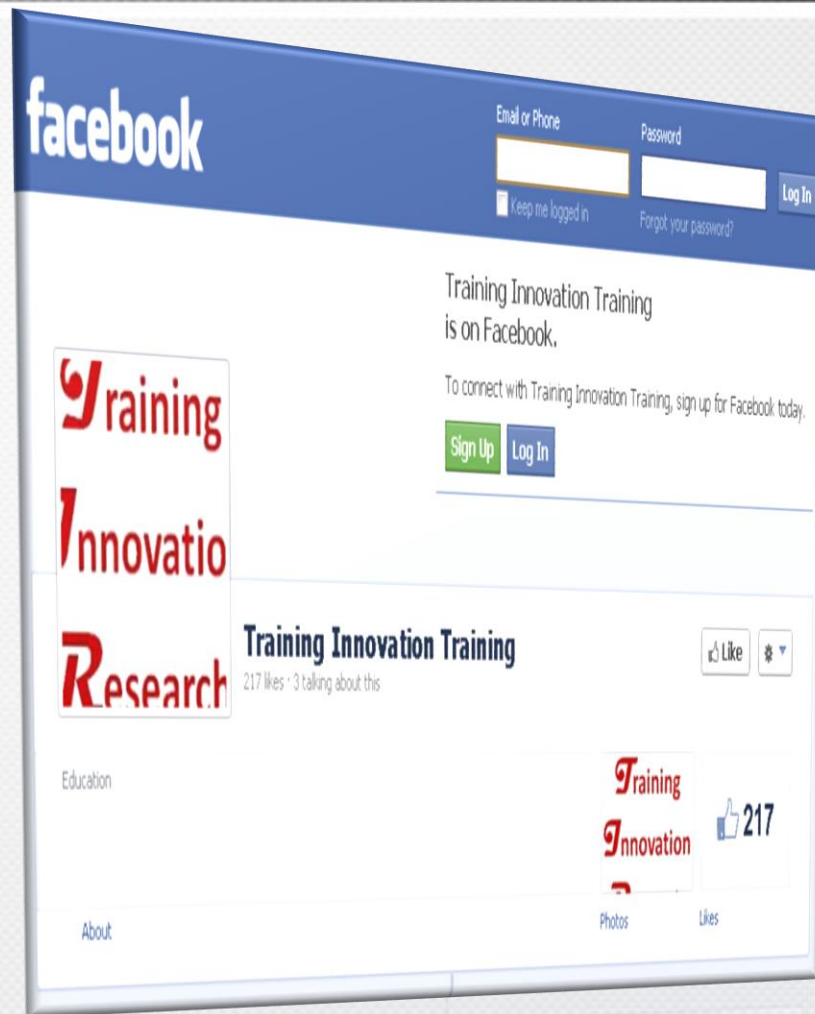 facebook
Email or Phone
Password
Keep me logged in
Forgot your password?
Log In
Training Innovation Training
is on Facebook.
To connect with Training Innovation Training, sign up for Facebook today.
Sign Up
Log In
Training
Innovatio
Research
Training Innovation Training
217 likes · 3 talking about this
Like
Education
Training
Innovation
217
About
Photos
Likes